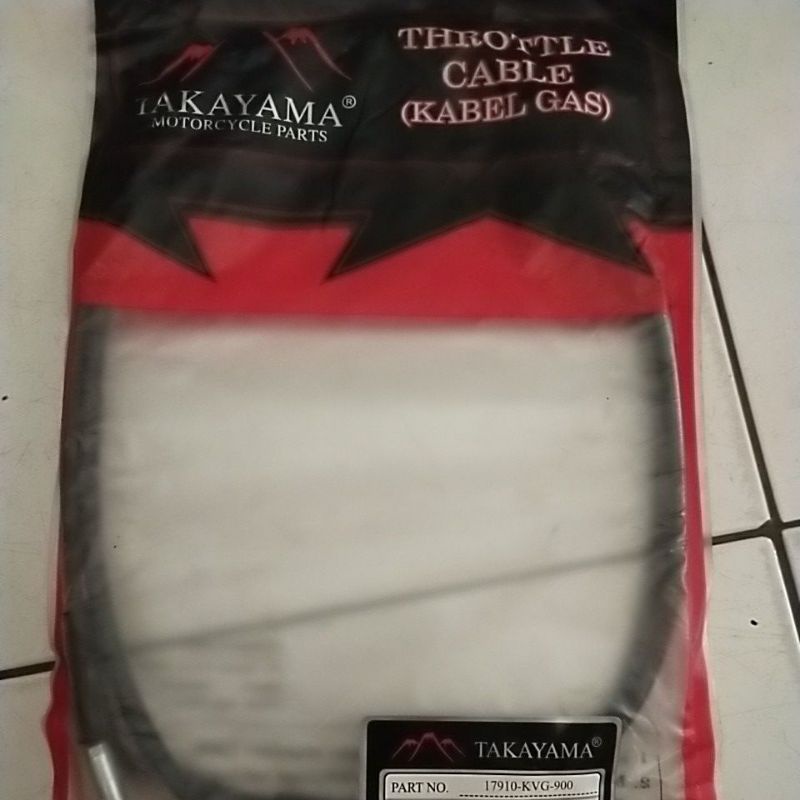 TAKAYAMA®
MOTORCYCLE PARTS
THROTTLE
CABLE
(KABEL GAS)
TAKAYAMA®
PART NO. 17910-KVG-900